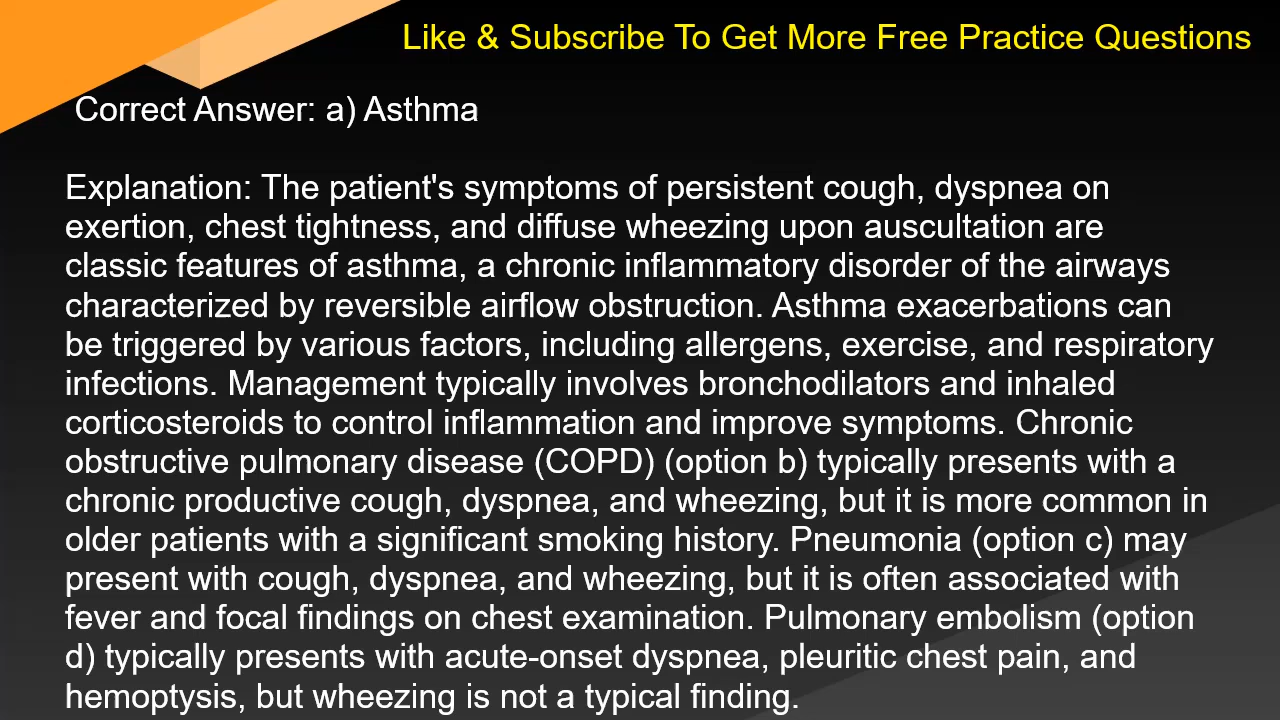 Like & Subscribe To Get More Free Practice Questions
Correct Answer: a) Asthma
Explanation: The patient's symptoms of persistent cough, dyspnea on
exertion, chest tightness, and diffuse wheezing upon auscultation are
classic features of asthma, a chronic inflammatory disorder of the airways
characterized by reversible airflow obstruction. Asthma exacerbations can
be triggered by various factors, including allergens, exercise, and respiratory
infections. Management typically involves bronchodilators and inhaled
corticosteroids to control inflammation and improve symptoms. Chronic
obstructive pulmonary disease (COPD) (option b) typically presents with a
chronic productive cough, dyspnea, and wheezing, but it is more common in
older patients with a significant smoking history. Pneumonia (option c) may
present with cough, dyspnea, and wheezing, but it is often associated with
fever and focal findings on chest examination. Pulmonary embolism (option
d) typically presents with acute-onset dyspnea, pleuritic chest pain, and
hemoptysis, but wheezing is not a typical finding.